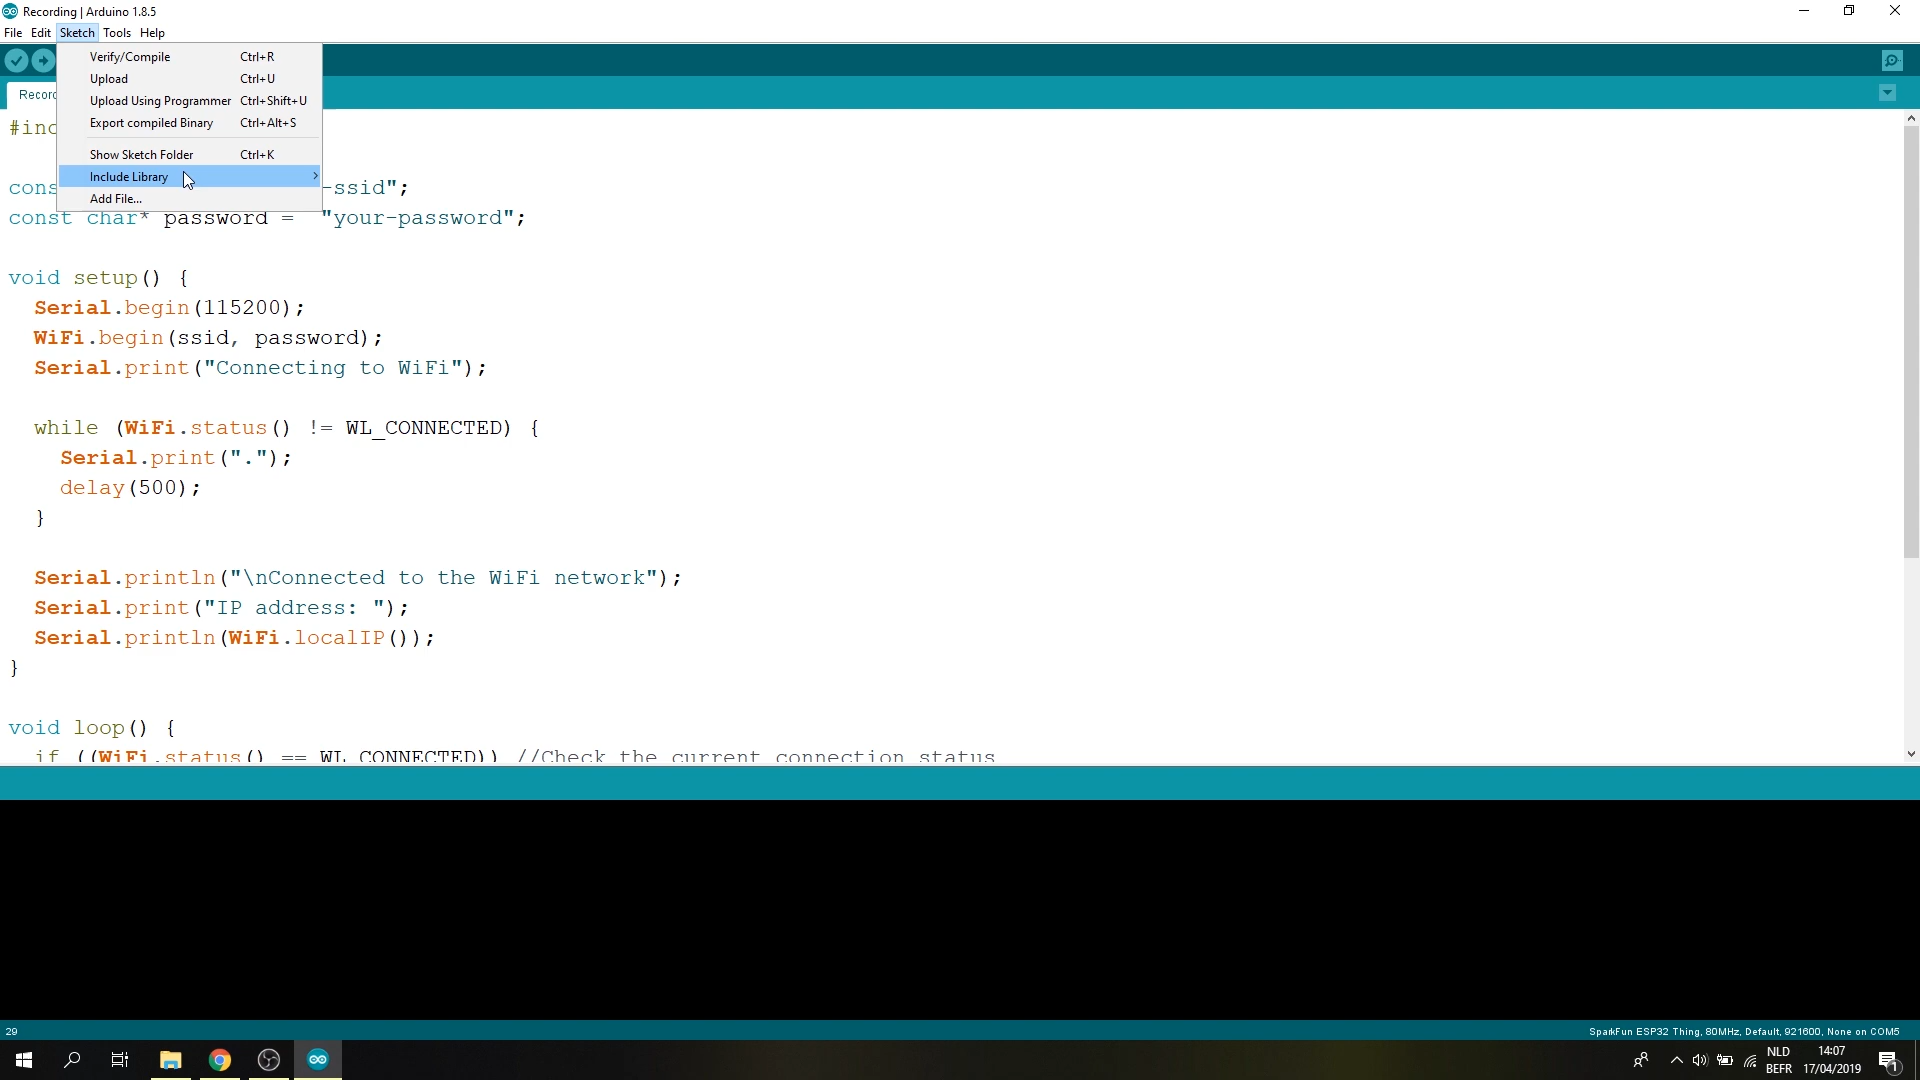 Recording | Arduino 1.8.5
File Edit Sketch Tools Help
Verify/Compile Ctrl+R
Upload Ctrl+U
Upload Using Programmer Ctrl+Shift+U
Export compiled Binary Ctrl+Alt+S
Show Sketch Folder Ctrl+K
Include Library
Add File...
Record
#inc
cons -ssid";
const char* password = "your-password";
void setup() {
Serial.begin(115200);
WiFi.begin(ssid, password);
Serial.print("Connecting to WiFi");
while (WiFi.status() != WL_CONNECTED) {
Serial.print(".");
delay(500);
}
Serial.println("\nConnected to the WiFi network");
Serial.print("IP address: ");
Serial.println(WiFi.localIP());
}
void loop() {
if ((WiFi.status() == WL_CONNECTED)) //Check the current connection status
29
SparkFun ESP32 Thing, 80MHz, Default, 921600, None on COM5
NLD
BEFR
14:07
17/04/2019
1